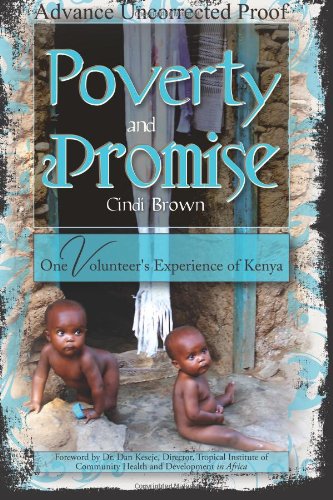 Advance Uncorrected Proof
Poverty
and
Promise
Cindi Brown
One Volunteer's Experience of Kenya
Foreword by Dr. Dan Keseje, Director, Tropical Institute of
Community Health and Development in Africa